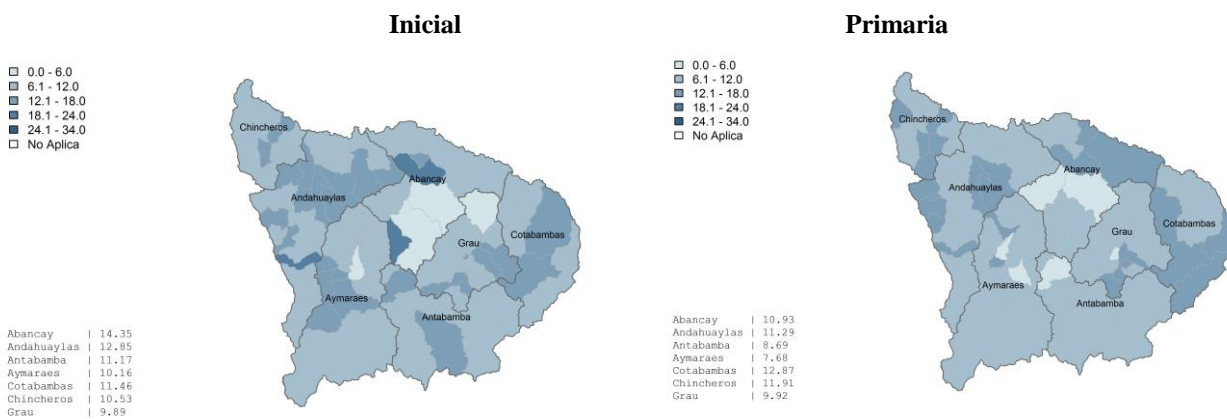 Inicial
0.0 - 6.0
6.1 - 12.0
12.1 - 18.0
18.1 - 24.0
24.1 - 34.0
No Aplica
Chincheros
Andahuaylas
Abancay
Cotabambas
Grau
Aymaraes
Antabamba
Abancay | 14.35
Andahuaylas | 12.85
Antabamba | 11.17
Aymaraes | 10.16
Cotabambas | 11.46
Chincheros | 10.53
Grau | 9.89
Primaria
0.0 - 6.0
6.1 - 12.0
12.1 - 18.0
18.1 - 24.0
24.1 - 34.0
No Aplica
Chincheros
Abancay
Andahuaylas
Cotabambas
Grau
Aymaraes
Antabamba
Abancay | 10.93
Andahuaylas | 11.29
Antabamba | 8.69
Aymaraes | 7.68
Cotabambas | 12.87
Chincheros | 11.91
Grau | 9.92